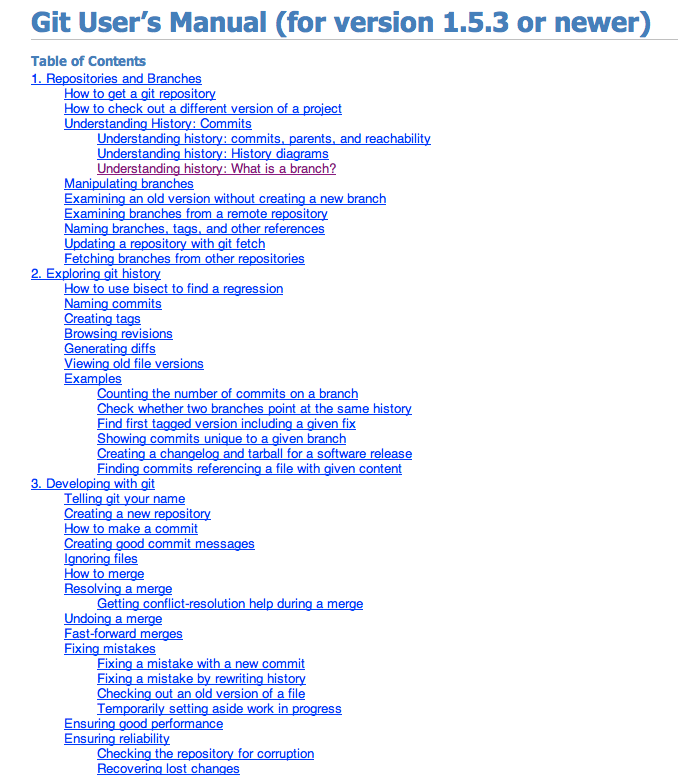 Git User’s Manual (for version 1.5.3 or newer)
Table of Contents
1. Repositories and Branches
How to get a git repository
How to check out a different version of a project
Understanding History: Commits
Understanding history: commits, parents, and reachability
Understanding history: History diagrams
Understanding history: What is a branch?
Manipulating branches
Examining an old version without creating a new branch
Examining branches from a remote repository
Naming branches, tags, and other references
Updating a repository with git fetch
Fetching branches from other repositories
2. Exploring git history
How to use bisect to find a regression
Naming commits
Creating tags
Browsing revisions
Generating diffs
Viewing old file versions
Examples
Counting the number of commits on a branch
Check whether two branches point at the same history
Find first tagged version including a given fix
Showing commits unique to a given branch
Creating a changelog and tarball for a software release
Finding commits referencing a file with given content
3. Developing with git
Telling git your name
Creating a new repository
How to make a commit
Creating good commit messages
Ignoring files
How to merge
Resolving a merge
Getting conflict-resolution help during a merge
Undoing a merge
Fast-forward merges
Fixing mistakes
Fixing a mistake with a new commit
Fixing a mistake by rewriting history
Checking out an old version of a file
Temporarily setting aside work in progress
Ensuring good performance
Ensuring reliability
Checking the repository for corruption
Recovering lost changes